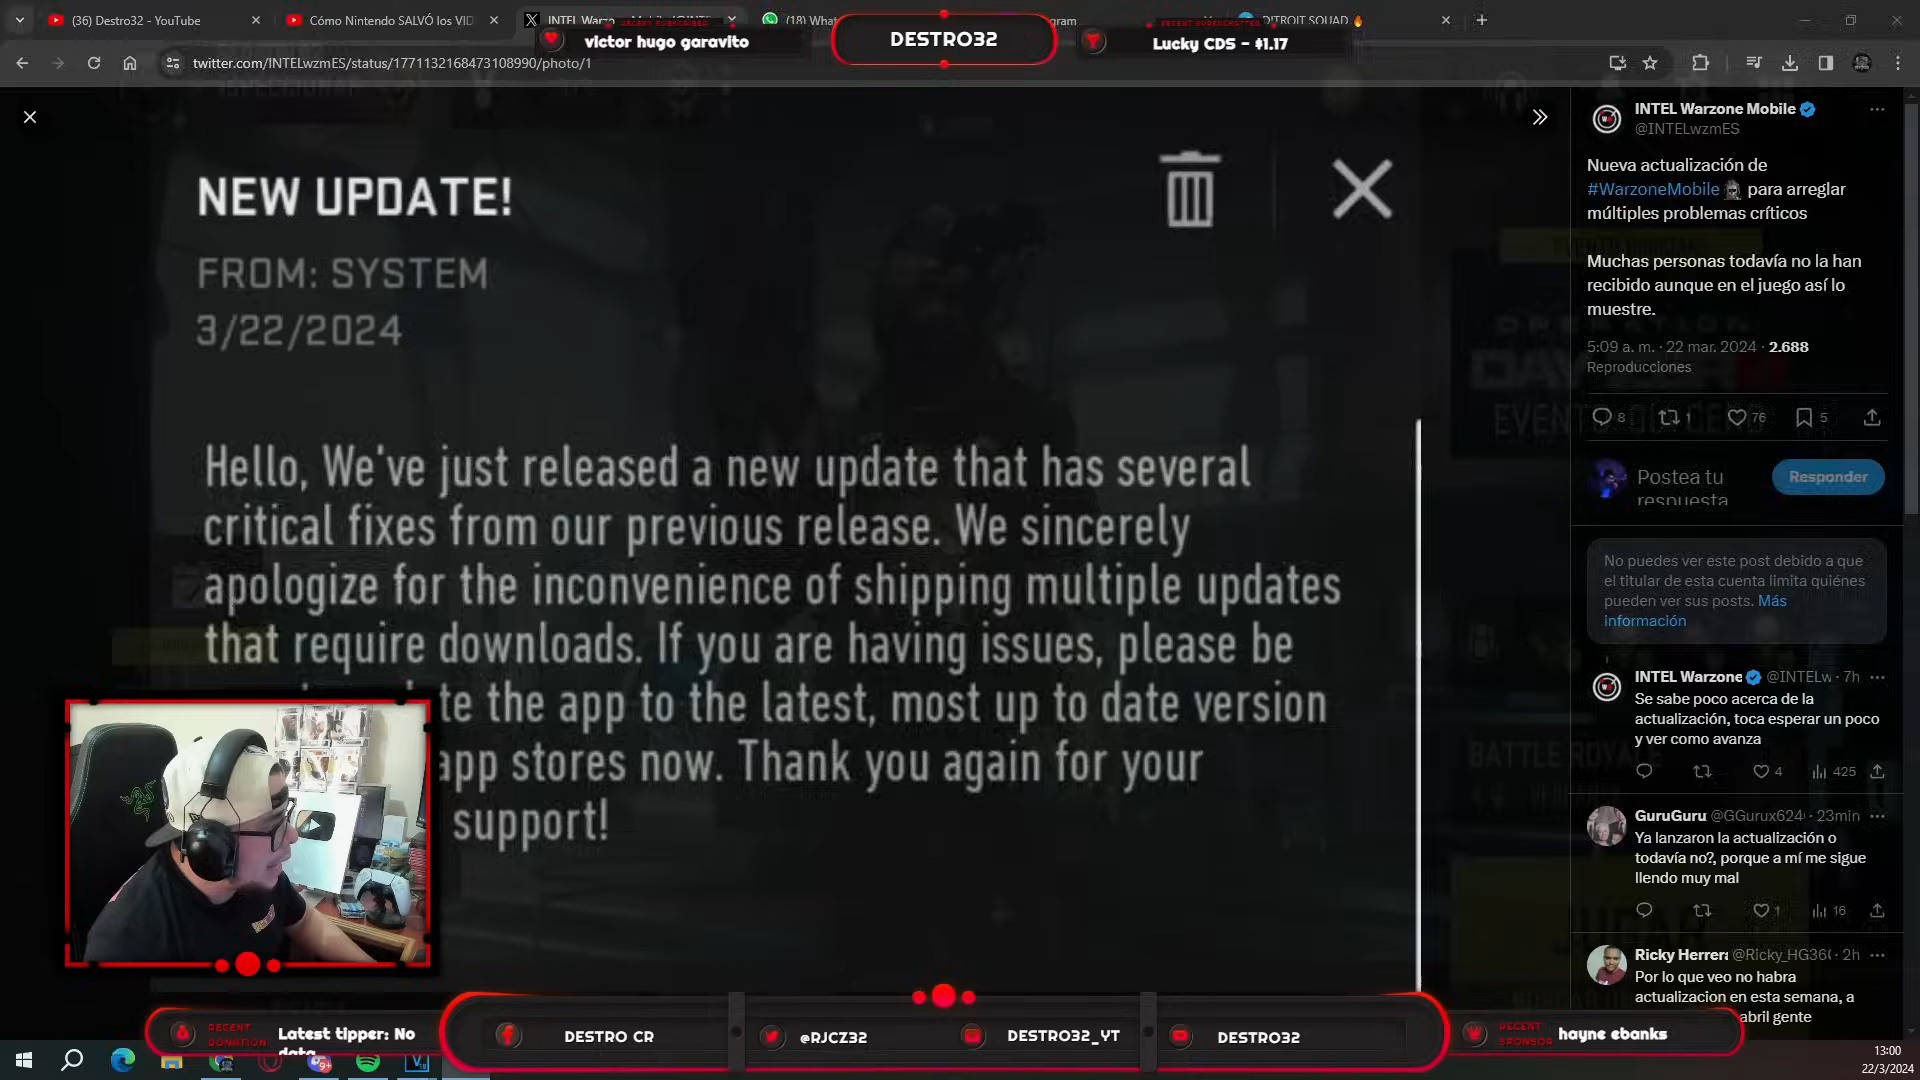 (36) Destro32 - YouTube
Cómo Nintendo SALVÓ los VID
INTEL Warzo
D!TROIT SQUAD
victor hugo garavito
DESTRO32
Lucky CDS - $1.17
twitter.com/INTELwzmES/status/1771132168473108990/photo/1
NEW UPDATE!
FROM: SYSTEM
3/22/2024
Hello, We've just released a new update that has several
critical fixes from our previous release. We sincerely
apologize for the inconvenience of shipping multiple updates
that require downloads. If you are having issues, please be
te the app to the latest, most up to date version
app stores now. Thank you again for your
support!
INTEL Warzone Mobile
@INTELwzmES
Nueva actualización de
#WarzoneMobile para arreglar
múltiples problemas críticos
Muchas personas todavía no la han
recibido aunque en el juego así lo
muestre.
5:09 a. m. · 22 mar. 2024 · 2.688
Reproducciones
8 1 76 5
Postea tu
respuesta
Responder
No puedes ver este post debido a que
el titular de esta cuenta limita quiénes
pueden ver sus posts. Más
información
INTEL Warzone @INTELw · 7h
Se sabe poco acerca de la
actualización, toca esperar un poco
y ver como avanza
4 425
GuruGuru @GGurux624 · 23min
Ya lanzaron la actualización o
todavía no?, porque a mí me sigue
llendo muy mal
1 16
Ricky Herrer @Ricky_HG36 · 2h
Por lo que veo no habra
actualizacion en esta semana, a
abril gente
RECENT
DONATION
Latest tipper: No
data
DESTRO CR
@RJCZ32
DESTRO32_YT
DESTRO32
RECENT
SPONSOR
hayne ebanks
13:00
22/3/2024